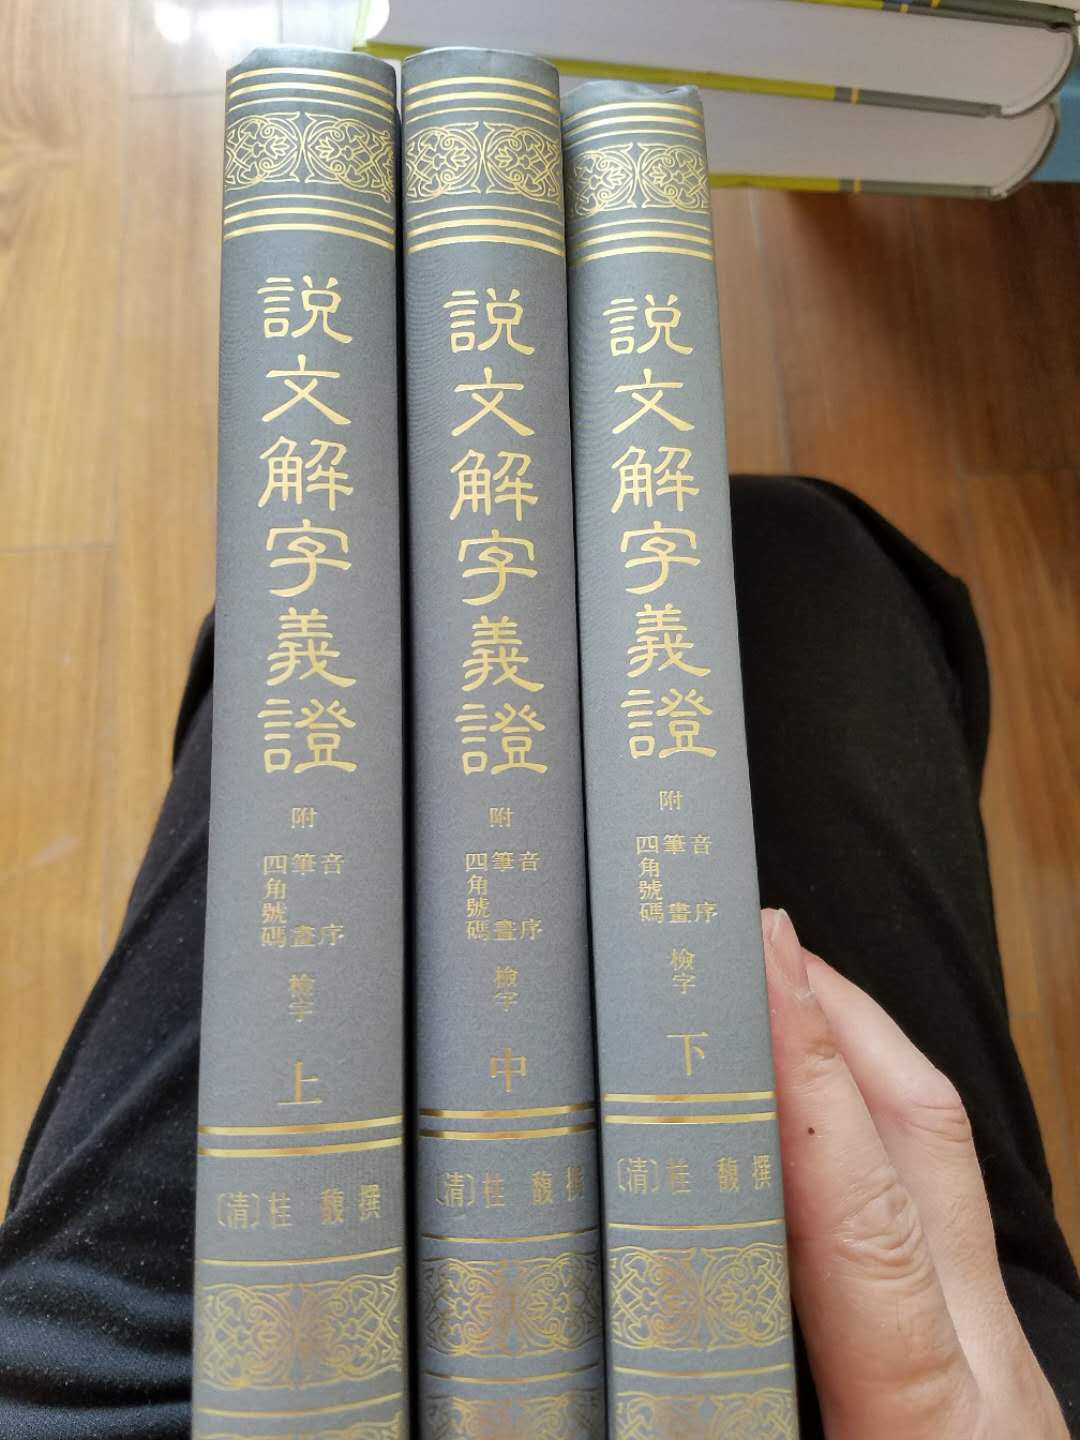 説文解字義證
附
音序
筆畫
四角號碼
檢字
上
〔清〕桂馥撰
説文解字義證
附
音序
筆畫
四角號碼
檢字
中
〔清〕桂馥撰
説文解字義證
附
音序
筆畫
四角號碼
檢字
下
〔清〕桂馥撰